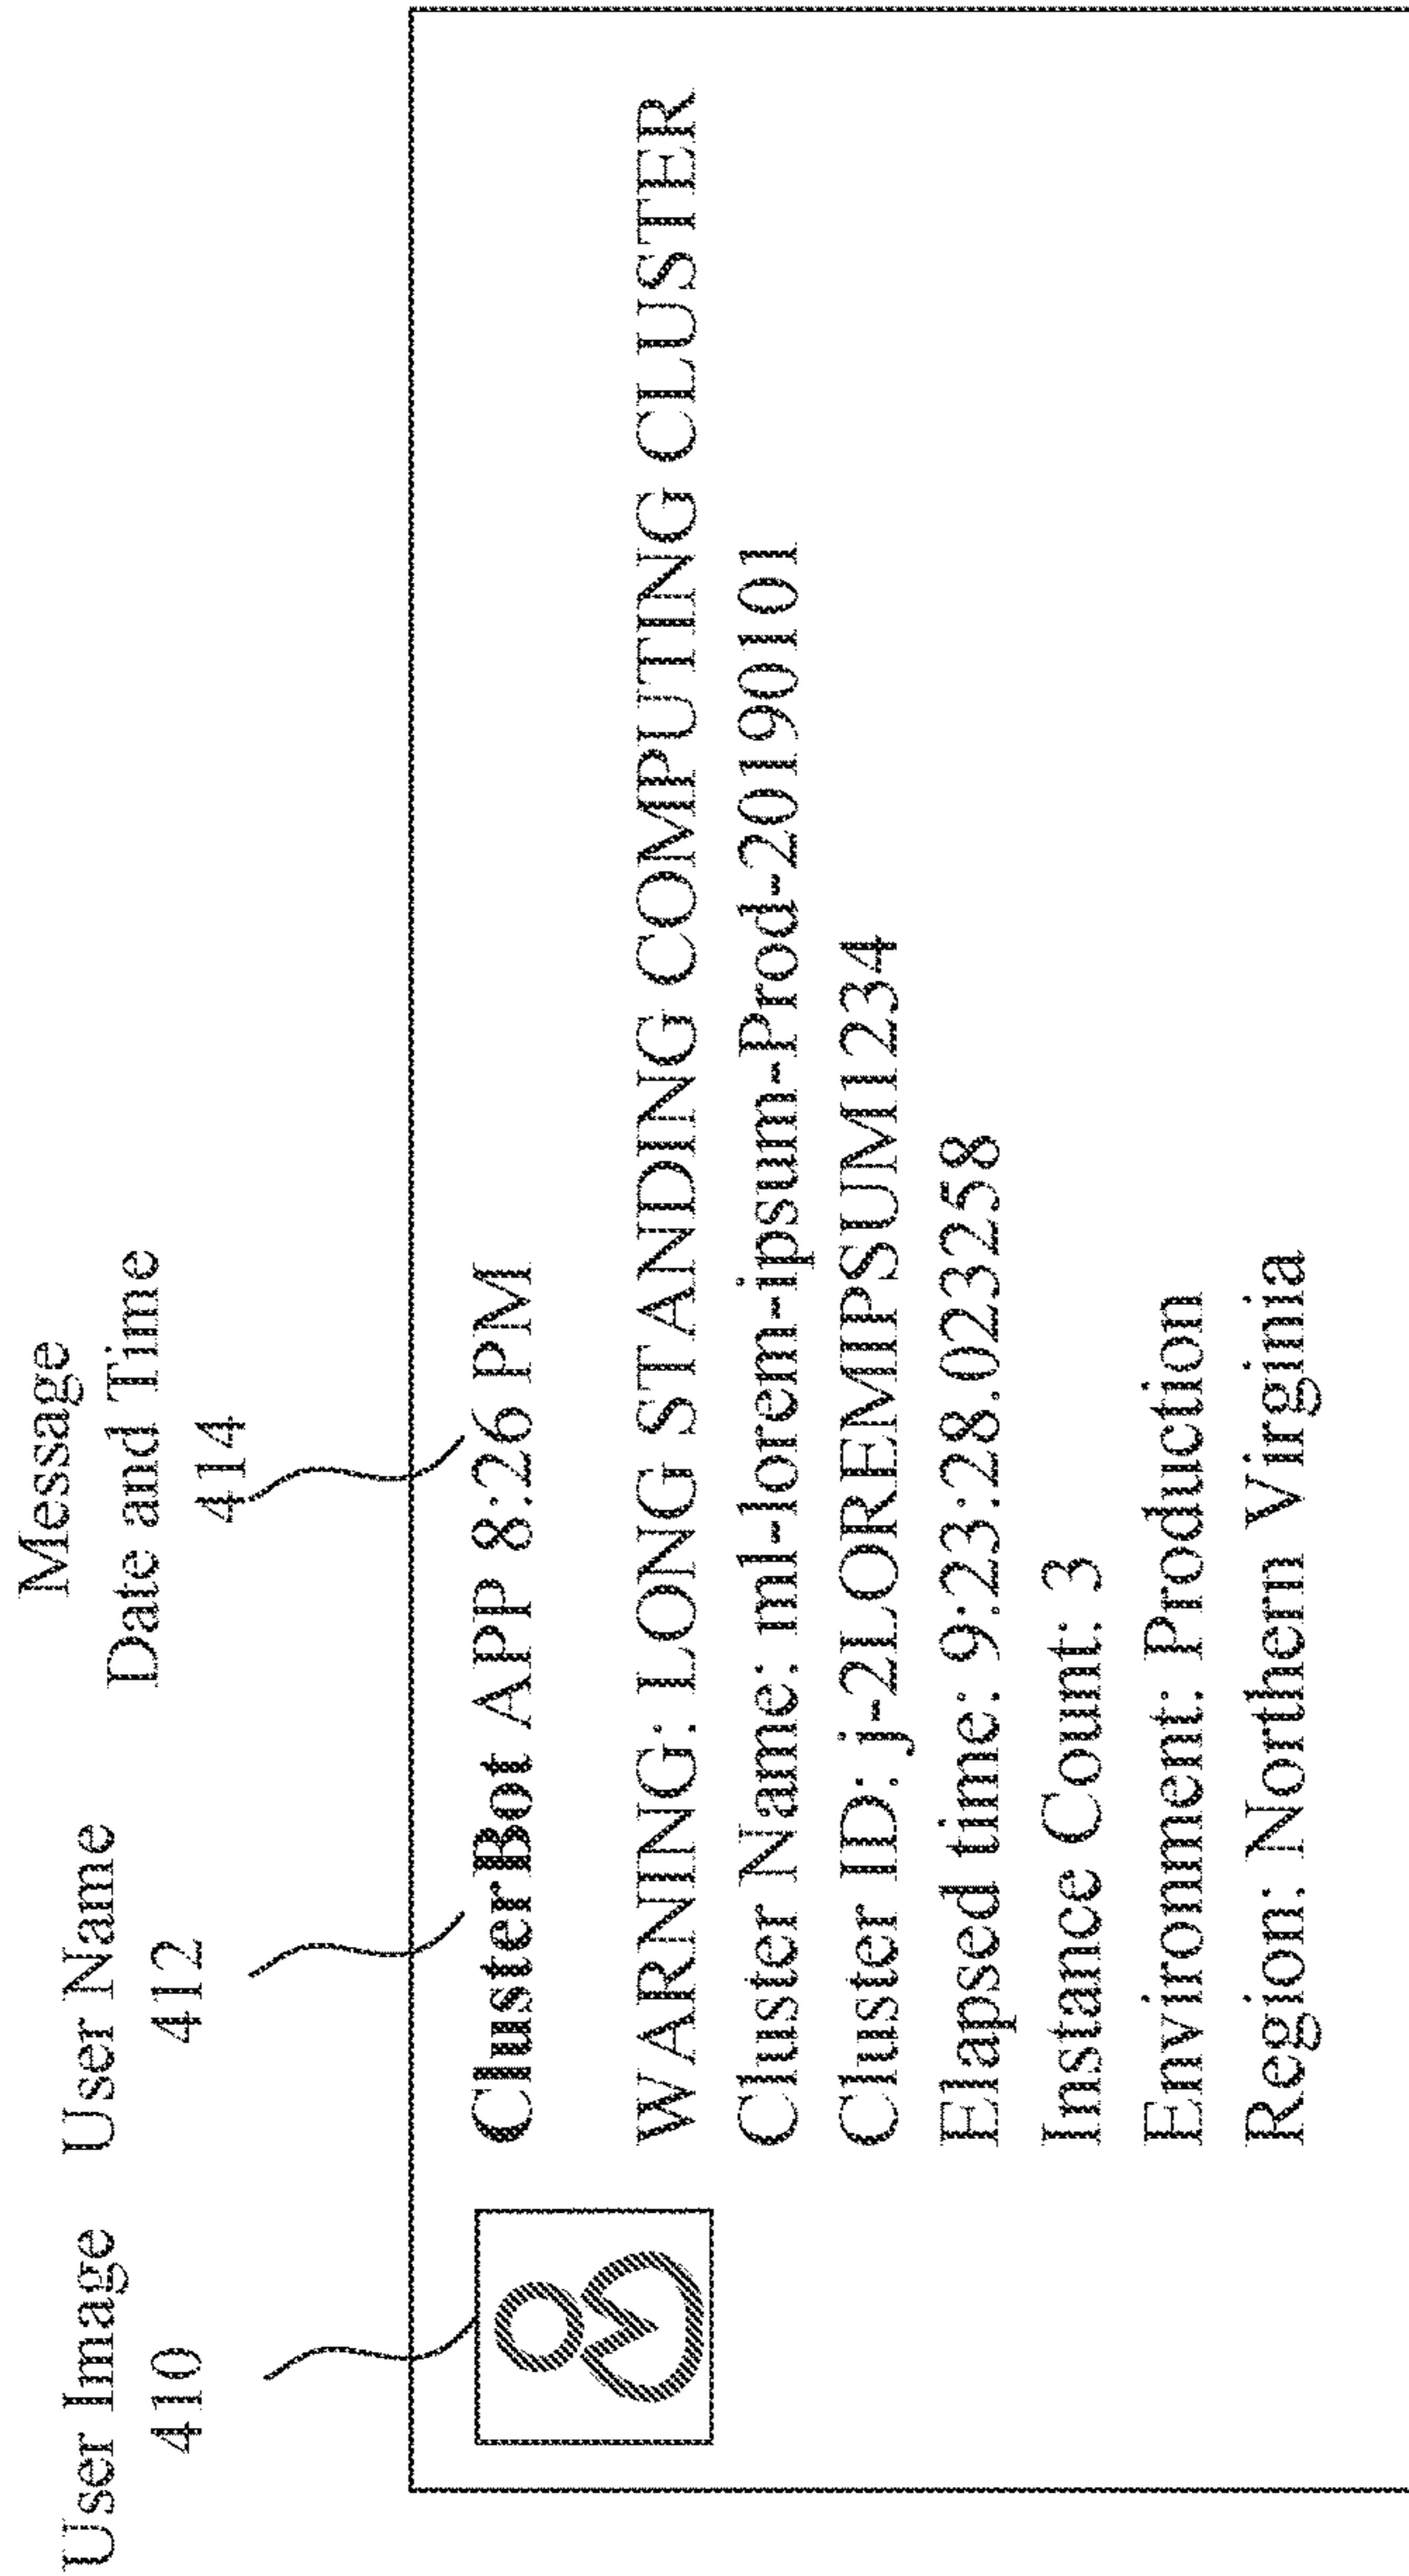 User Image
410
User Name
412
Message
Date and Time
414
Cluster Bot APP 8:26 PM
WARNING: LONG STANDING COMPUTING CLUSTER
Cluster Name: ml-lorem-ipsum-Prod-20190101
Cluster ID: j-2LOREMIPSUM1234
Elapsed time: 9:23:28.023258
Instance Count: 3
Environment: Production
Region: Northern Virginia